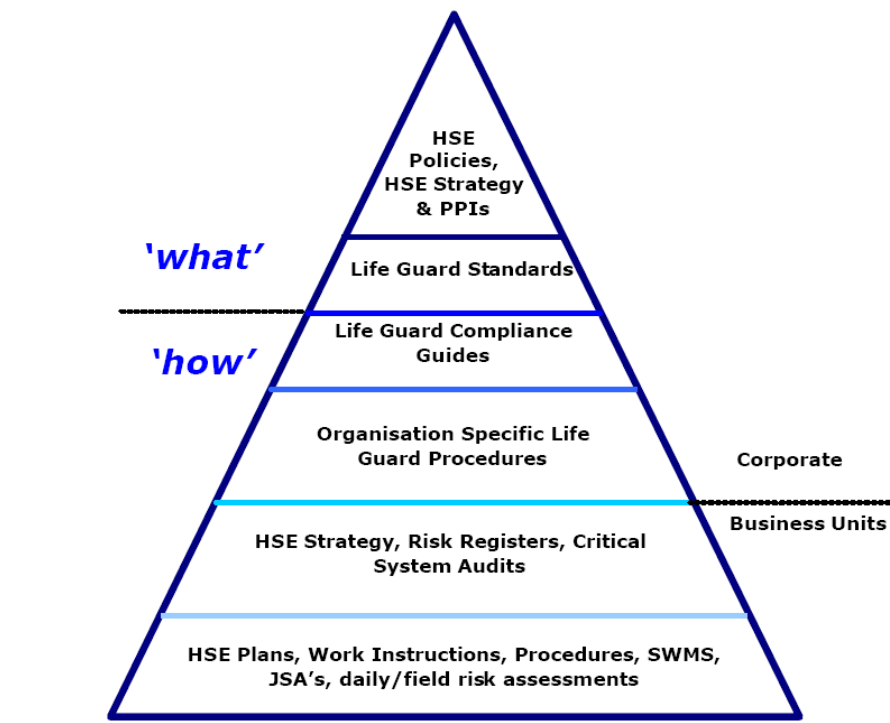 HSE
Policies,
HSE Strategy
& PPIs
‘what’
Life Guard Standards
Life Guard Compliance
Guides
‘how’
Organisation Specific Life
Guard Procedures
Corporate
Business Units
HSE Strategy, Risk Registers, Critical
System Audits
HSE Plans, Work Instructions, Procedures, SWMS,
JSA’s, daily/field risk assessments